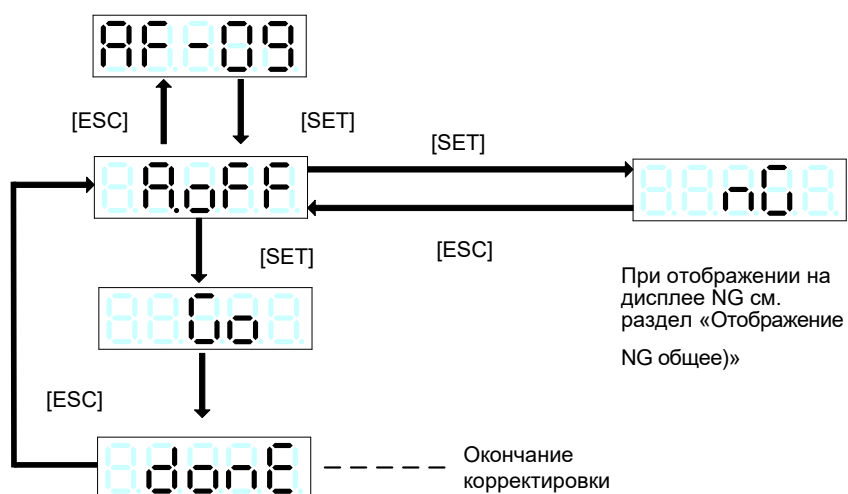 AF-09
[ESC]
[SET]
[SET]
A.oFF
nG
[SET]
[ESC]
При отображении на
дисплее NG см.
раздел «Отображение
NG общее)»
Go
[ESC]
donE
Окончание
корректировки